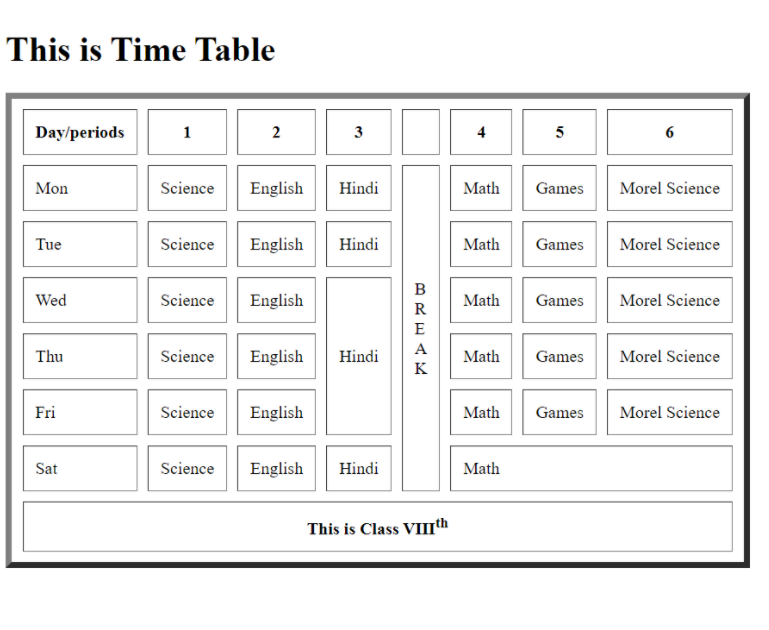 This is Time Table
Day/periods 1 2 3 4 5 6
Mon Science English Hindi Math Games Morel Science
Tue Science English Hindi Math Games Morel Science
Wed Science English Math Games Morel Science
Thu Science English Hindi Math Games Morel Science
Fri Science English Math Games Morel Science
Sat Science English Hindi Math
B
R
E
A
K
This is Class VIIIth